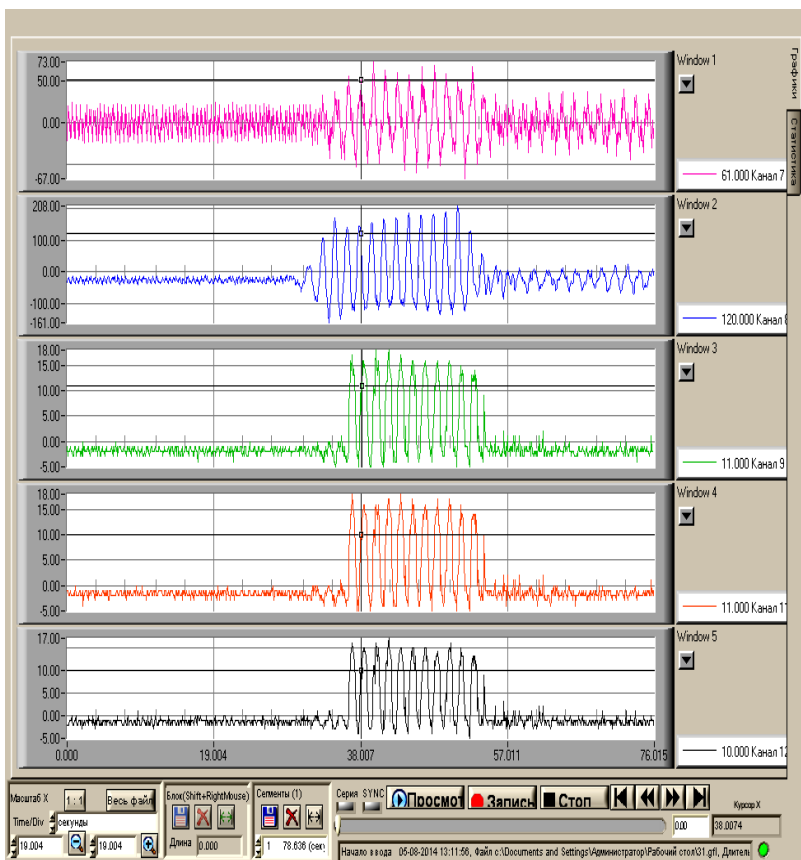 Графики
Статистика
Window 1
73.00
50.00
0.00
-67.00
61.000 Канал 7
Window 2
208.00
100.00
0.00
-100.00
-161.00
120.000 Канал 8
Window 3
18.00
15.00
10.00
5.00
0.00
-5.00
11.000 Канал 9
Window 4
18.00
15.00
10.00
5.00
0.00
-5.00
11.000 Канал 11
Window 5
17.00
10.00
5.00
0.00
-5.00
10.000 Канал 12
0.000 19.004 38.007 57.011 76.015
Масштаб X 1 : 1 Весь файл
Time/Div секунды
19.004 19.004
Блок(Shift+RightMouse)
Длина 0.000
Сегменты (1)
1 78.636 (сек)
Серия SYNC Просмот Запись Стоп
Курсор X
0.00 38.0074
Начало ввода 05-08-2014 13:11:56, Файл c:\Documents and Settings\Администратор\Рабочий стол\31.gfl, Длител